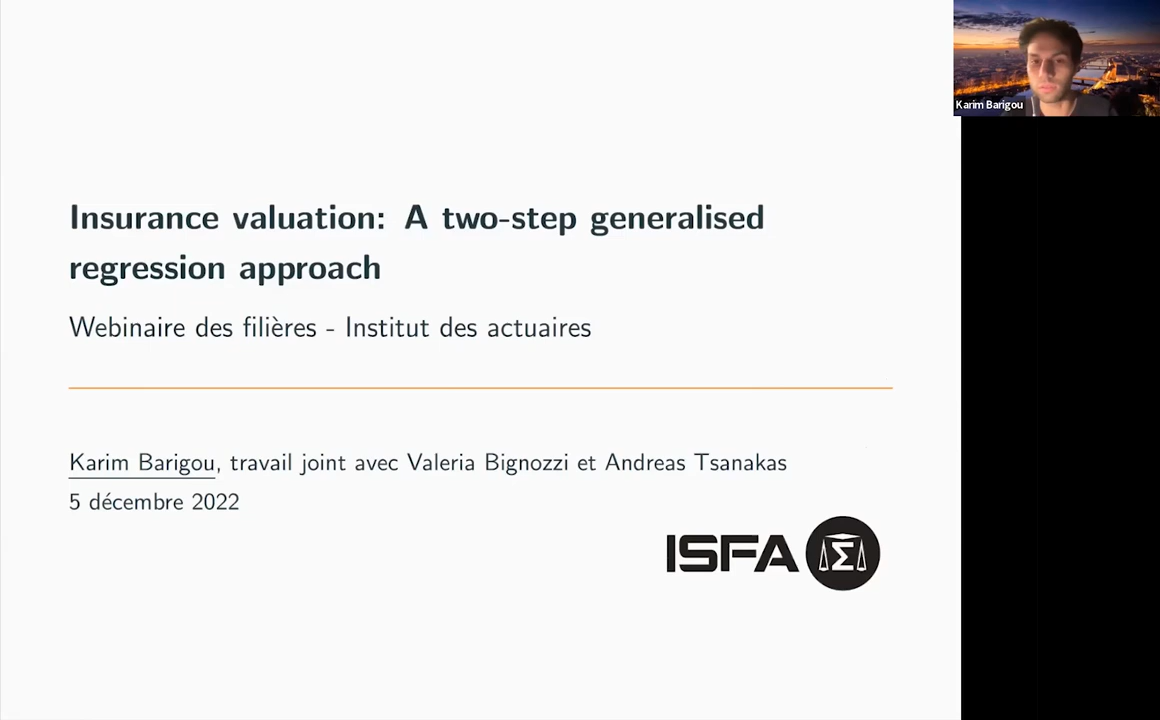 Insurance valuation: A two-step generalised
regression approach
Webinaire des filières - Institut des actuaires
Karim Barigou, travail joint avec Valeria Bignozzi et Andreas Tsanakas
5 décembre 2022
ISFA Σ
Karim Barigou